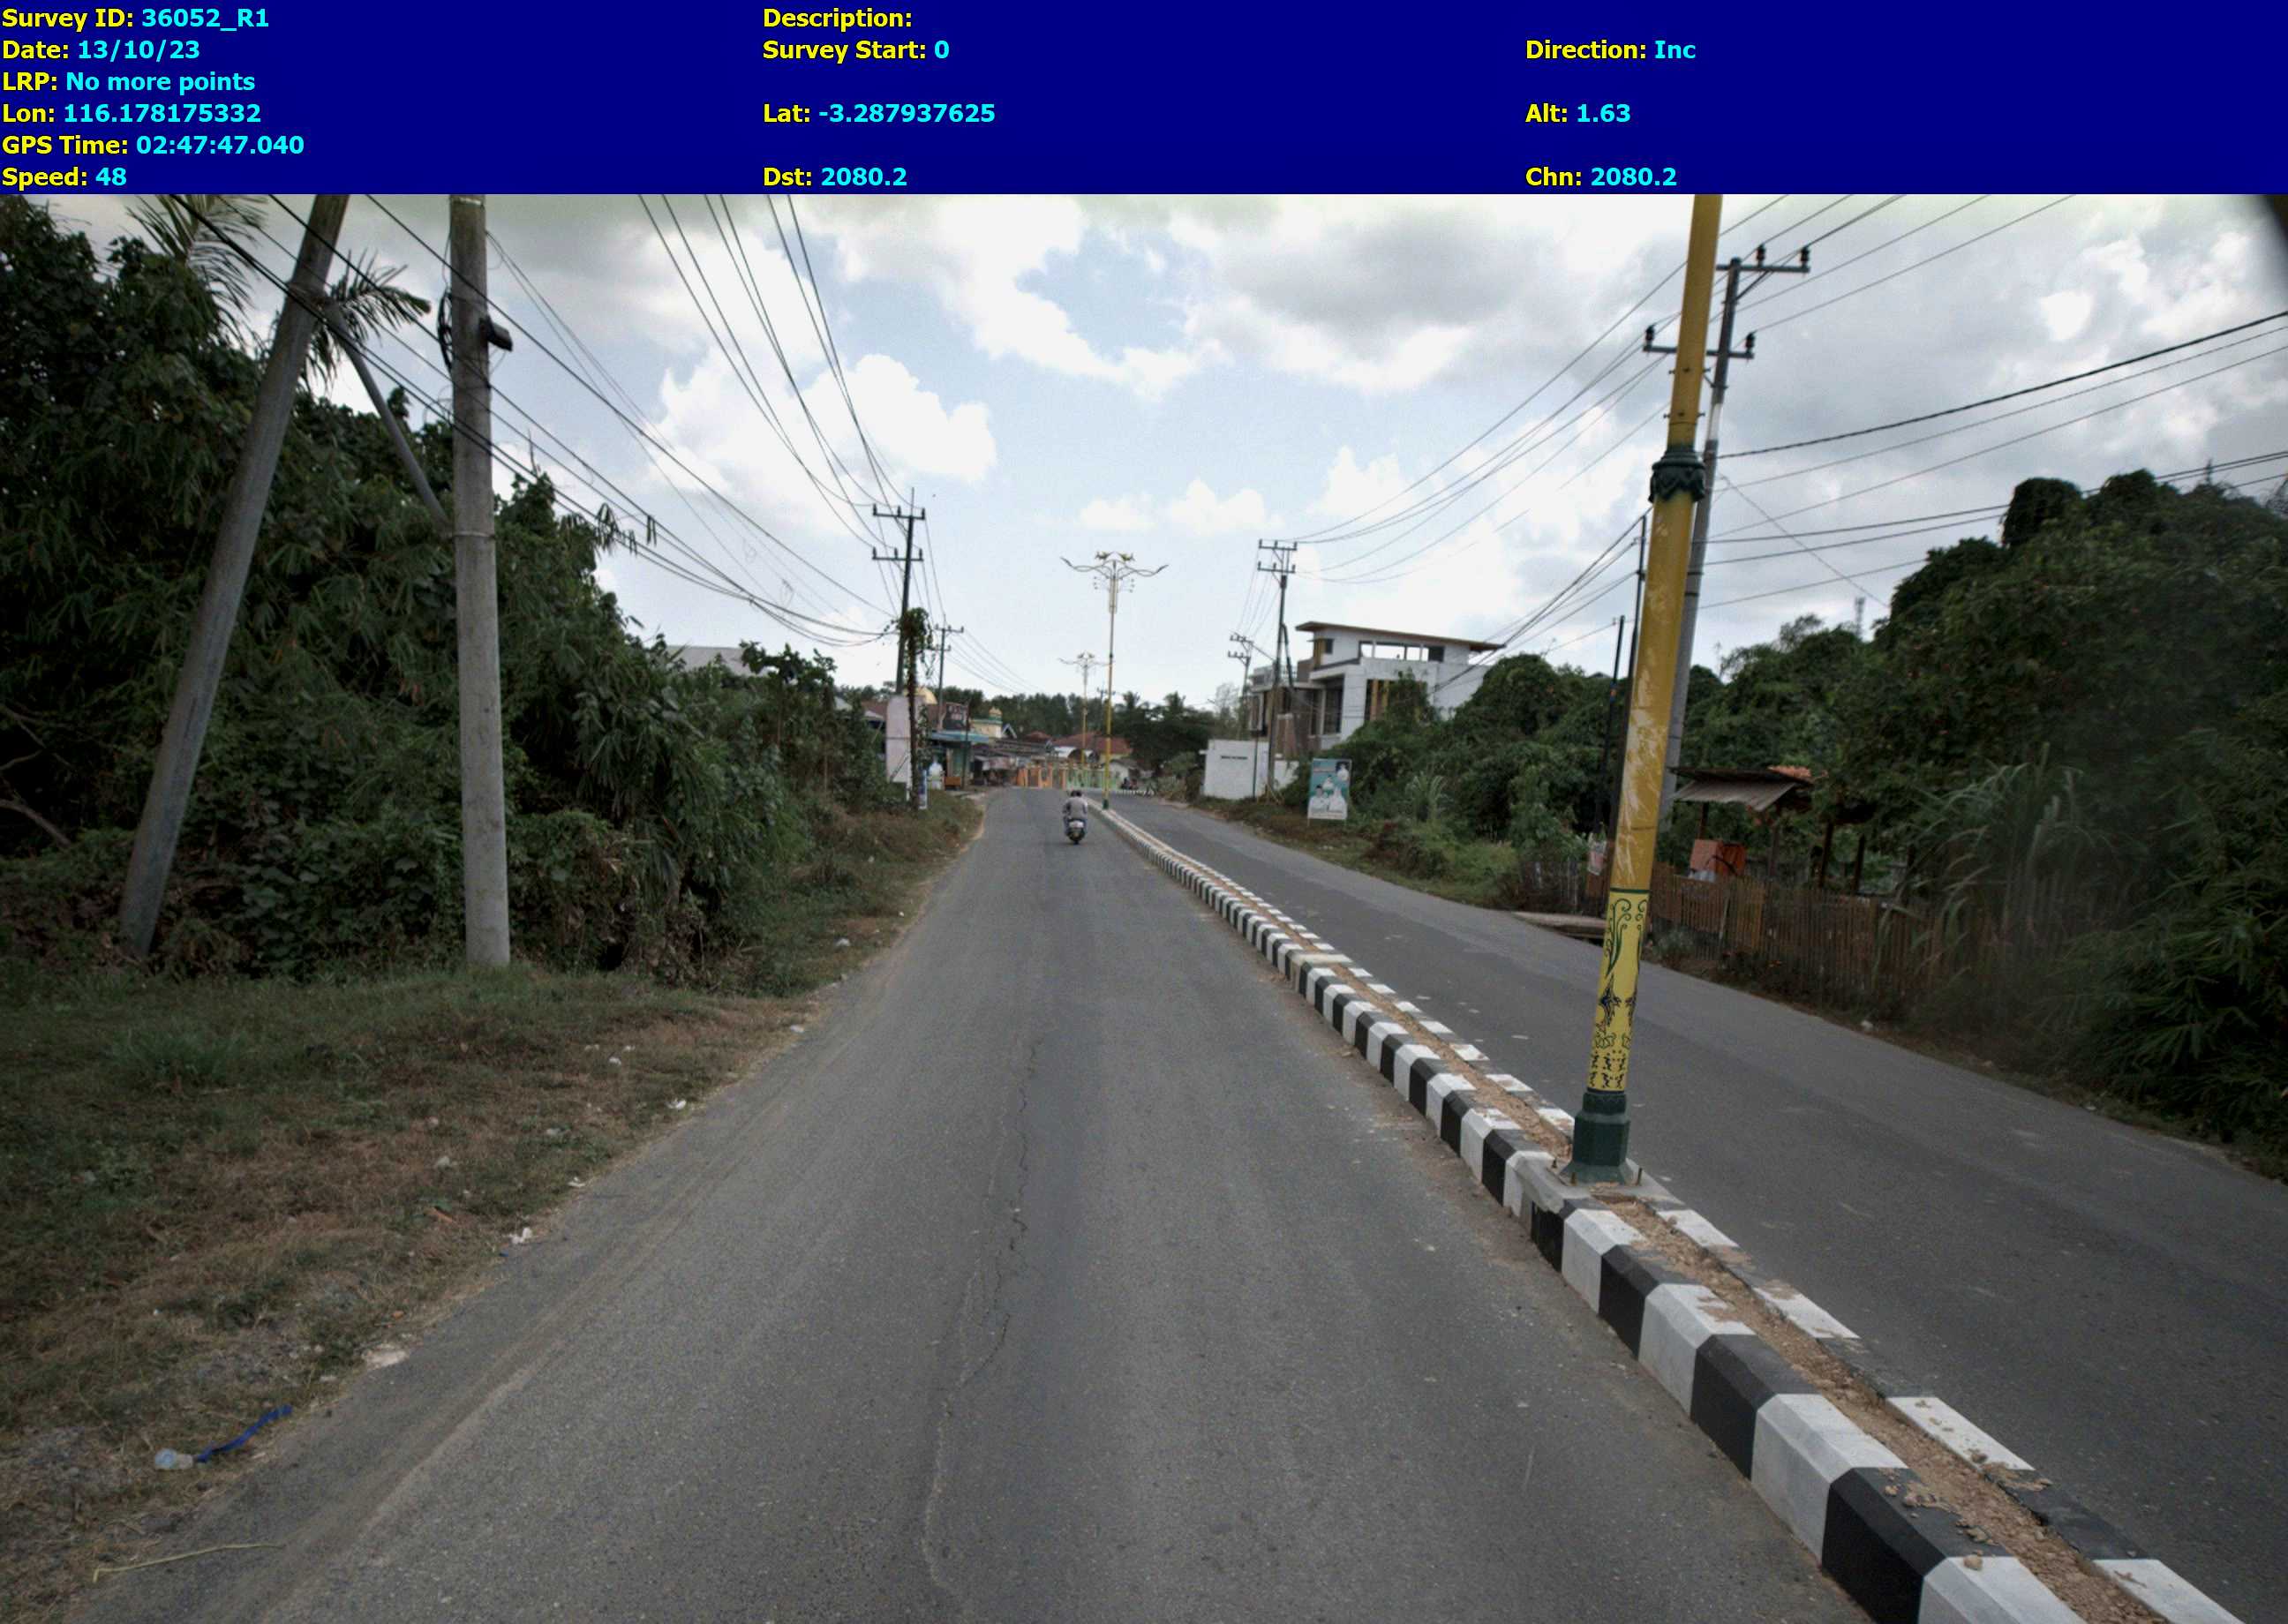 Survey ID: 36052_R1
Description:
Date: 13/10/23
Survey Start: 0
Direction: Inc
LRP: No more points
Lon: 116.178175332
Lat: -3.287937625
Alt: 1.63
GPS Time: 02:47:47.040
Speed: 48
Dst: 2080.2
Chn: 2080.2